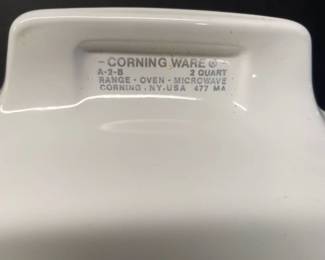 - CORNING WARE ® -
A-2-B 2 QUART
RANGE - OVEN - MICROWAVE
CORNING . NY. USA 477 MA